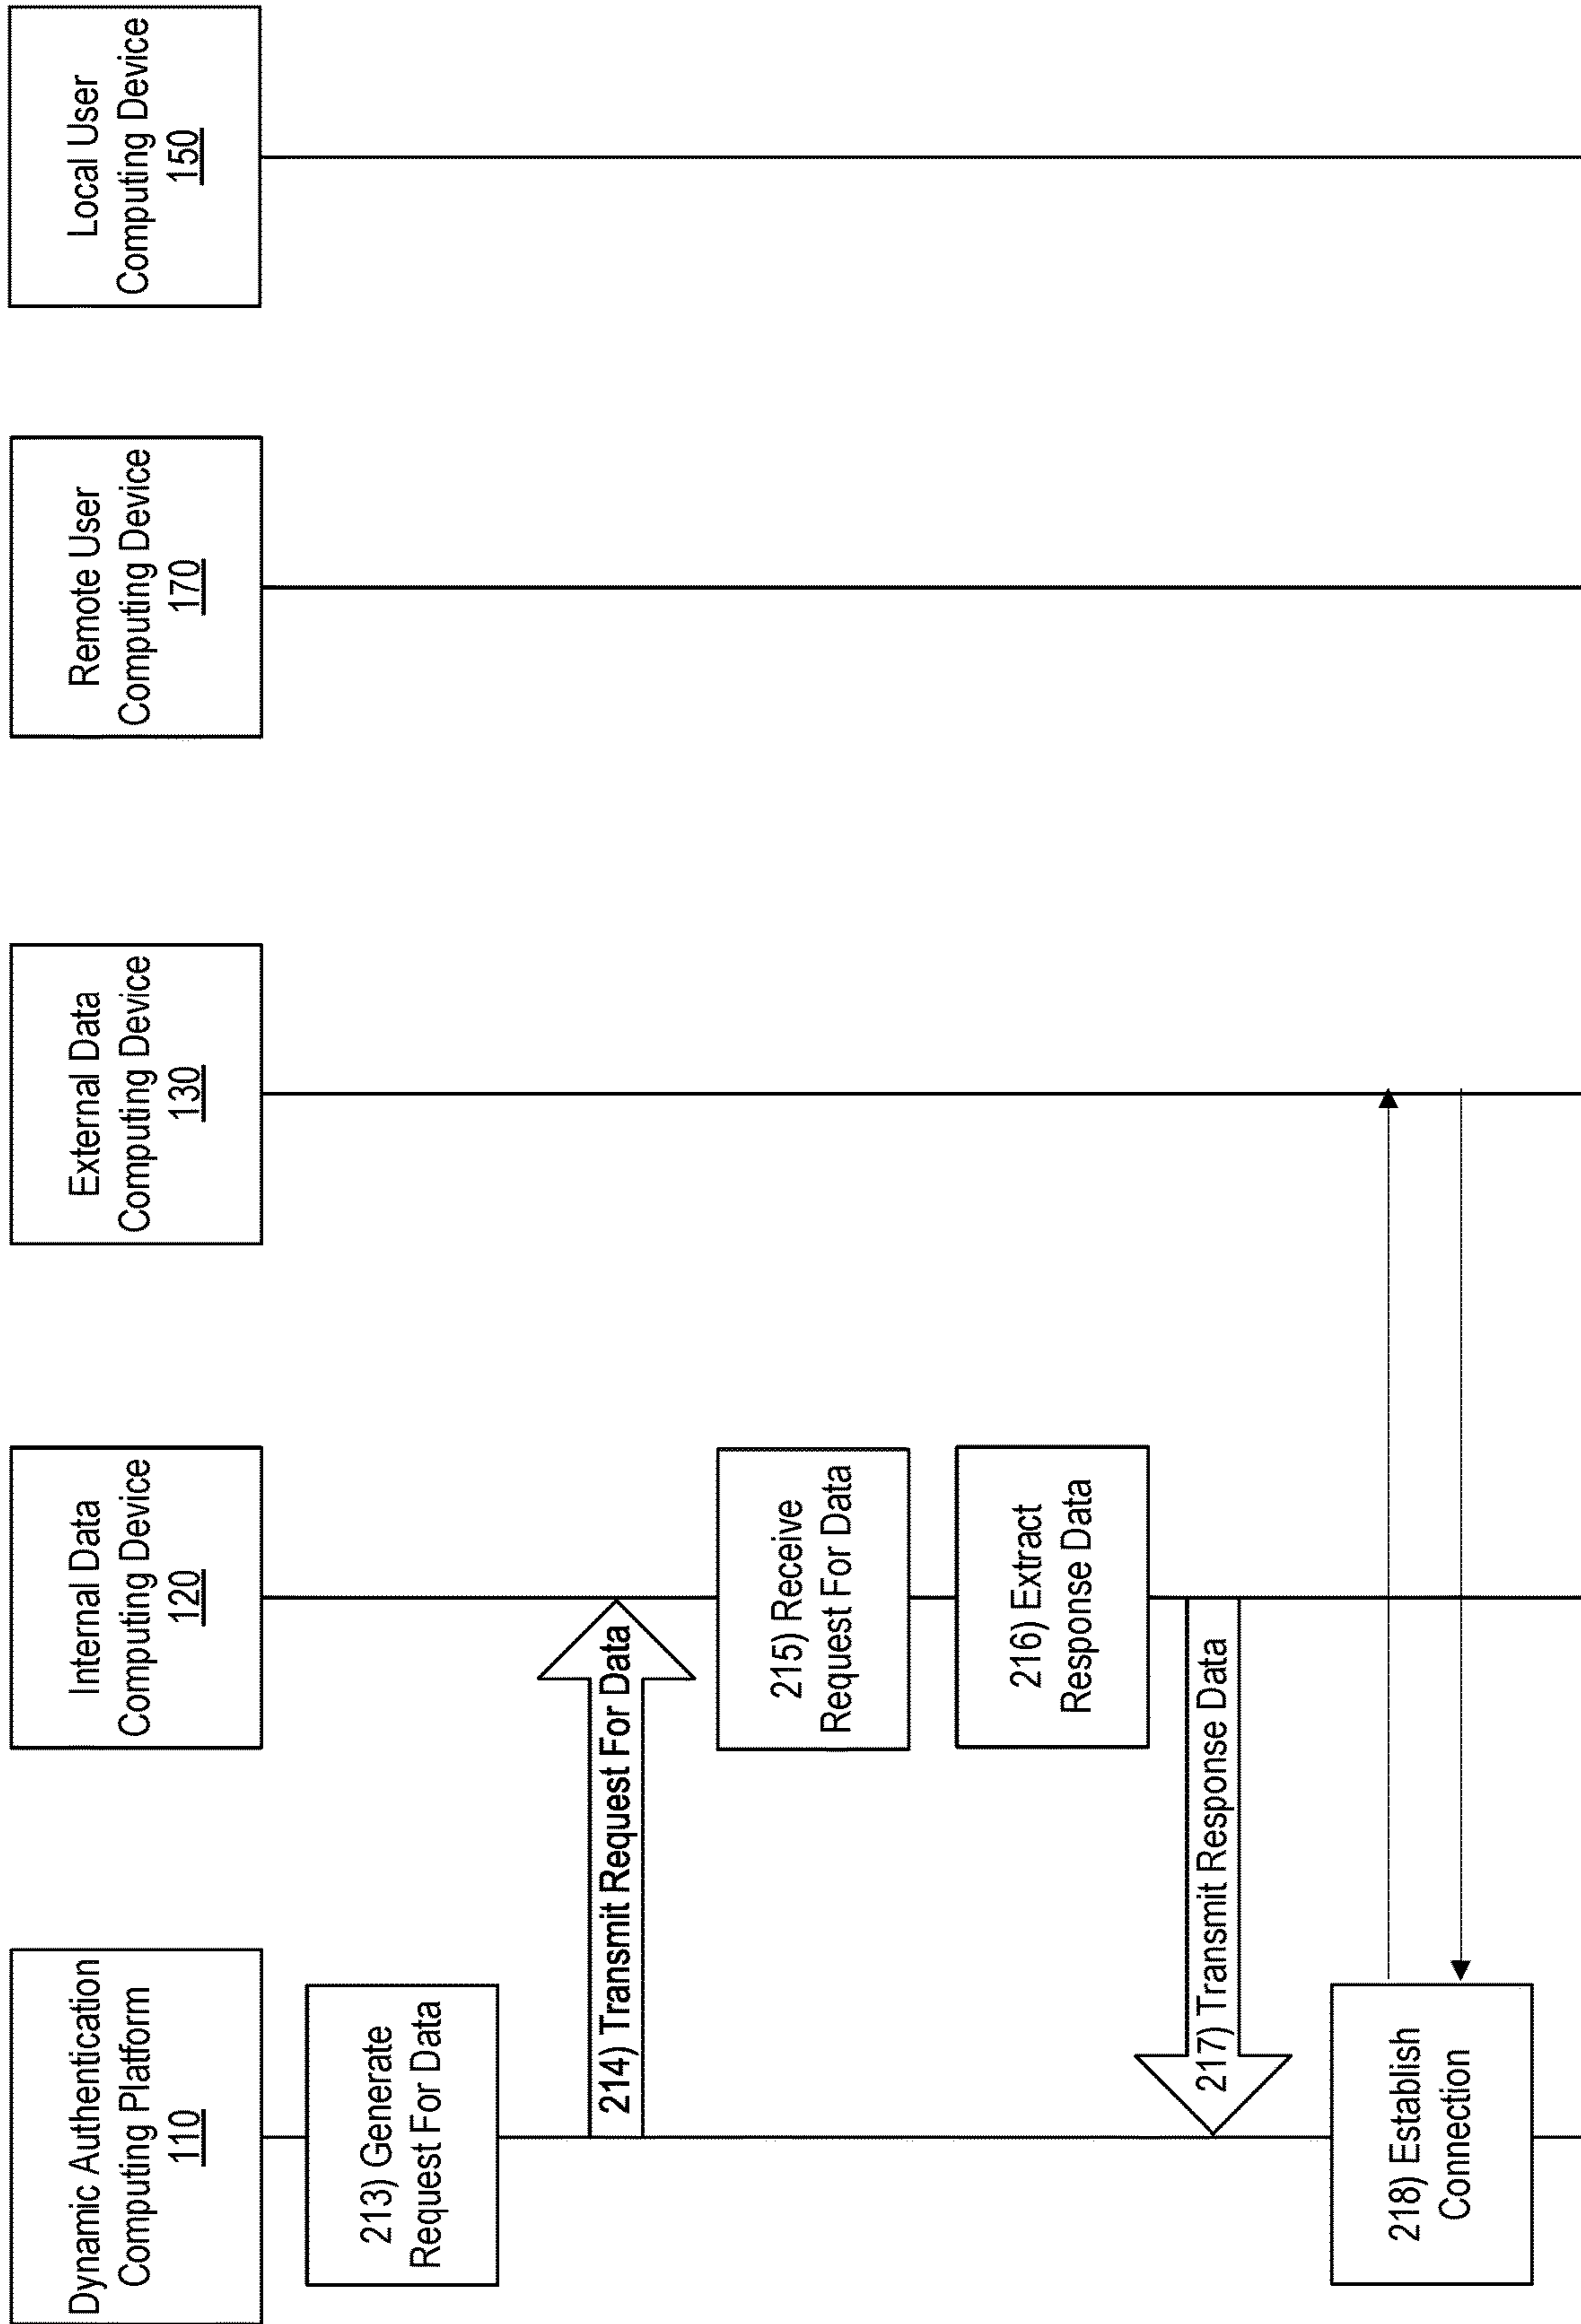 Dynamic Authentication
Computing Platform
110
Internal Data
Computing Device
120
External Data
Computing Device
130
Remote User
Computing Device
170
Local User
Computing Device
150
213) Generate
Request For Data
214) Transmit Request For Data
215) Receive
Request For Data
216) Extract
Response Data
217) Transmit Response Data
218) Establish
Connection